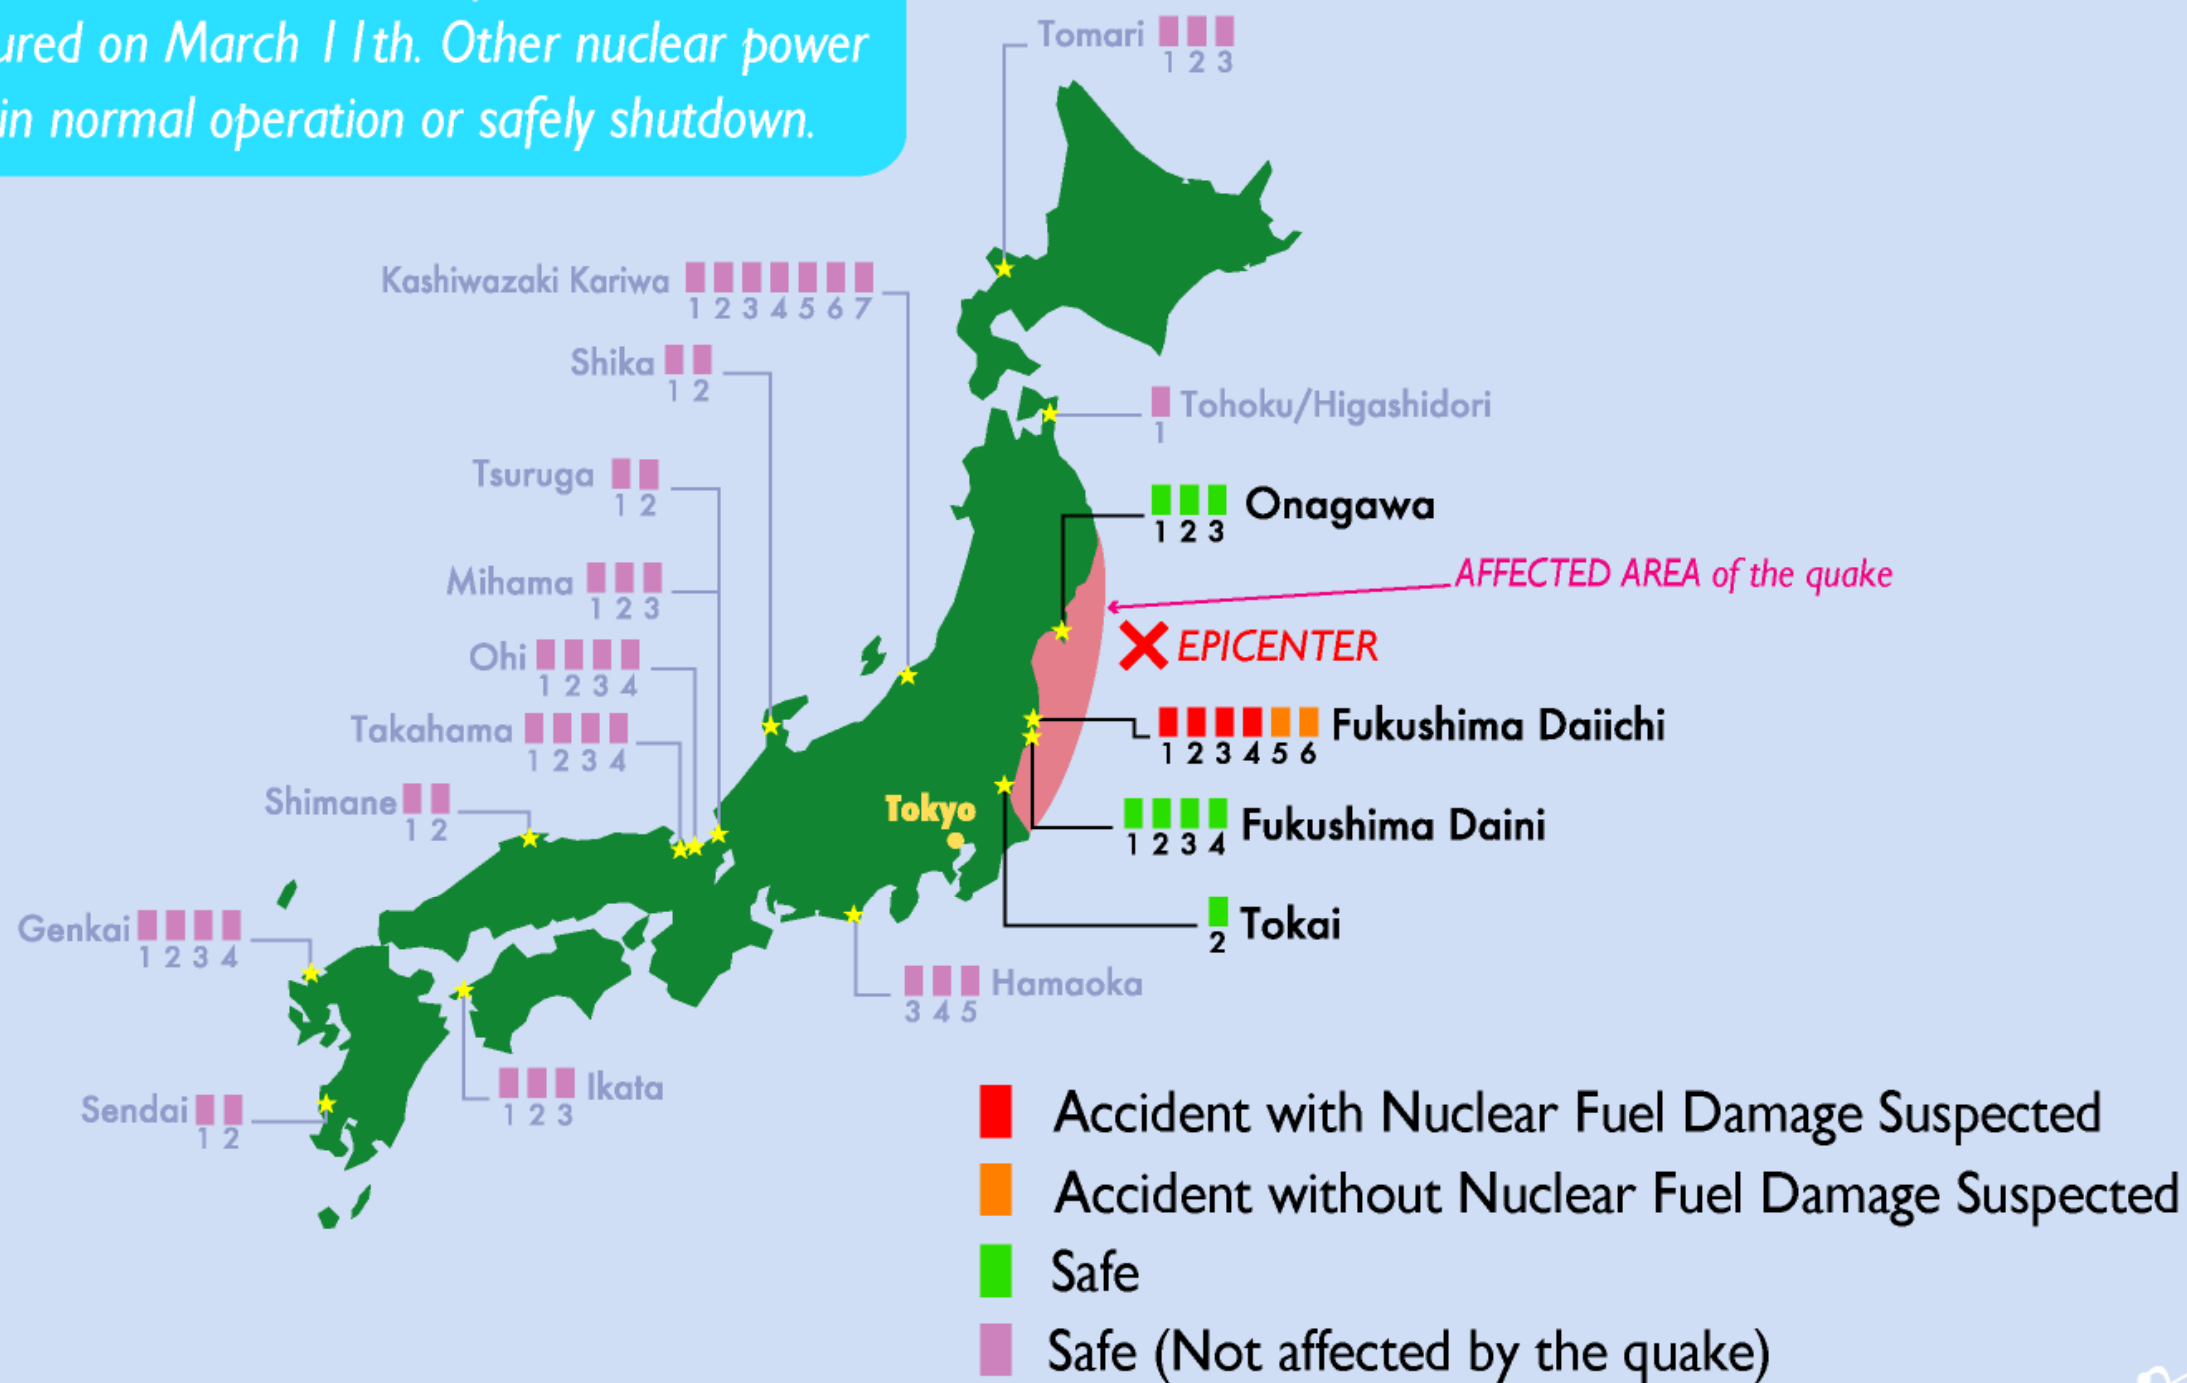 ured on March 11th. Other nuclear power
in normal operation or safely shutdown.
Tomari
1 2 3
Kashiwazaki Kariwa
1 2 3 4 5 6 7
Shika
1 2
Tohoku/Higashidori
1
Tsuruga
1 2
Onagawa
1 2 3
Mihama
1 2 3
AFFECTED AREA of the quake
EPICENTER
Ohi
1 2 3 4
Takahama
1 2 3 4
Fukushima Daiichi
1 2 3 4 5 6
Shimane
1 2
Tokyo
Fukushima Daini
1 2 3 4
Genkai
1 2 3 4
Tokai
2
Hamaoka
3 4 5
Ikata
1 2 3
Sendai
1 2
Accident with Nuclear Fuel Damage Suspected
Accident without Nuclear Fuel Damage Suspected
Safe
Safe (Not affected by the quake)